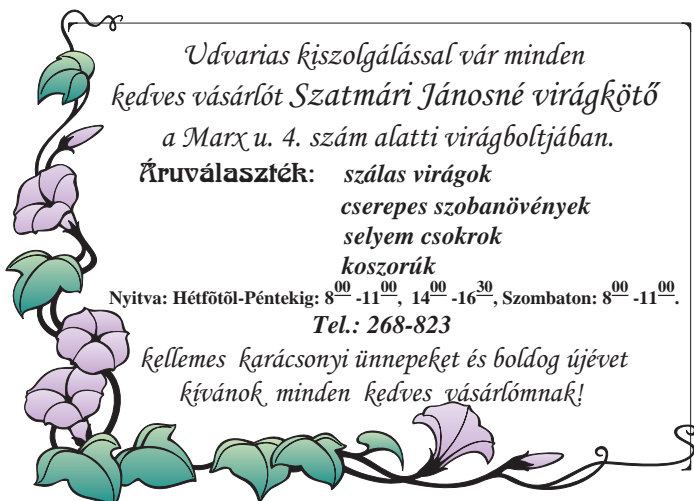 Udvarias kiszolgálással vár minden
kedves vásárlót Szatmári Jánosné virágkötő
a Marx u. 4. szám alatti virágboltjában.
Áruválaszték: szálas virágok
cserepes szobanövények
selyem csokrok
koszorúk
Nyitva: Hétfõtõl-Péntekig: 8⁰⁰ -11⁰⁰, 14⁰⁰ -16³⁰, Szombaton: 8⁰⁰ -11⁰⁰.
Tel.: 268-823
kellemes karácsonyi ünnepeket és boldog újévet
kívánok minden kedves vásárlómnak!